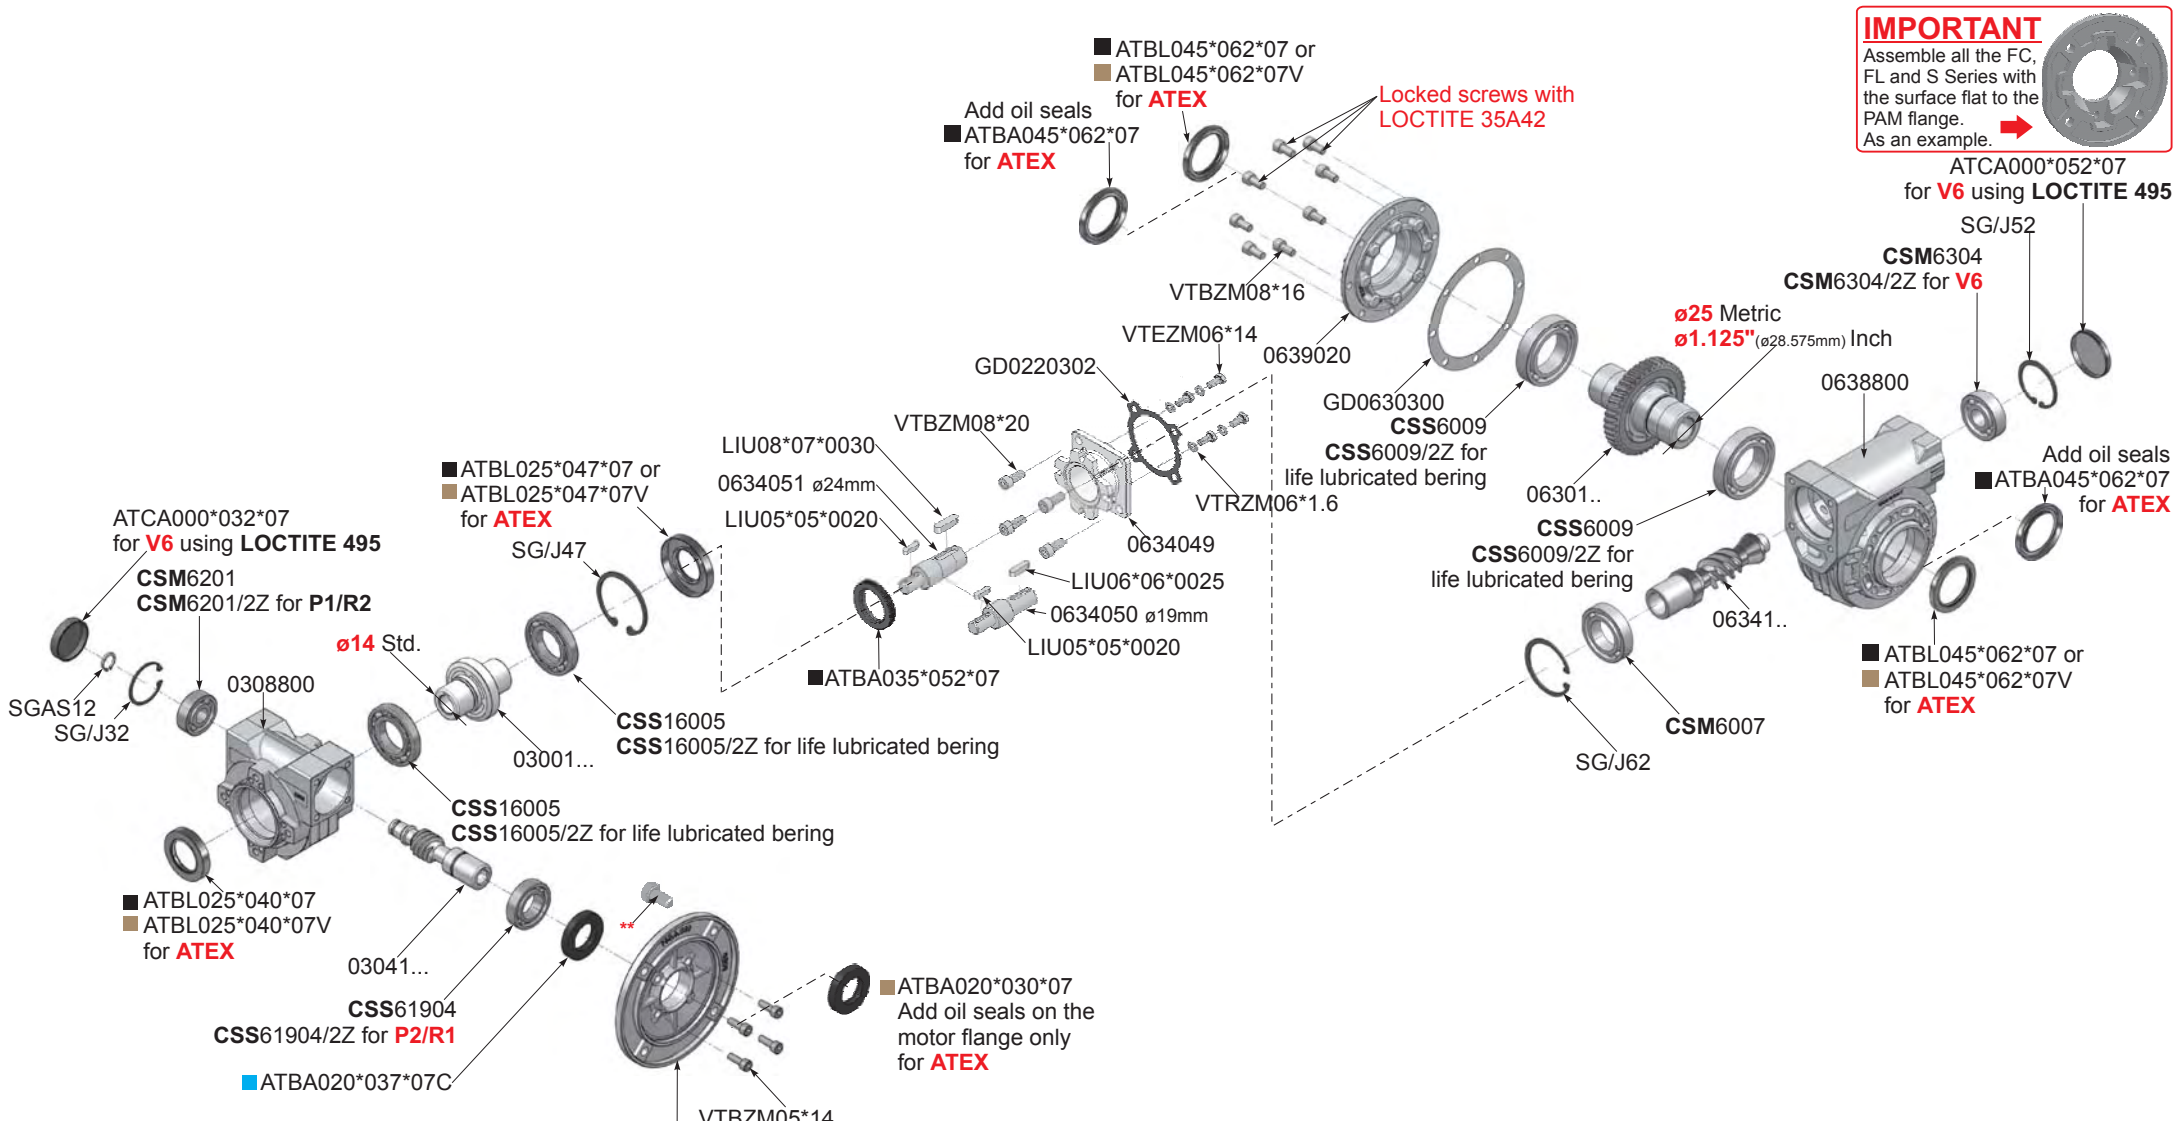 IMPORTANT
Assemble all the FC,
FL and S Series with
the surface flat to the
PAM flange.
As an example.
ATBL045*062*07 or
ATBL045*062*07V
for ATEX
Add oil seals
ATBA045*062*07
for ATEX
Locked screws with
LOCTITE 35A42
ATCA000*052*07
for V6 using LOCTITE 495
SG/J52
CSM6304
CSM6304/2Z for V6
VTBZM08*16
ø25 Metric
ø1.125"(ø28.575mm) Inch
VTEZM06*14
0639020
GD0220302
0638800
GD0630300
CSS6009
CSS6009/2Z for
life lubricated bering
VTBZM08*20
LIU08*07*0030
0634051 ø24mm
LIU05*05*0020
ATBL025*047*07 or
ATBL025*047*07V
for ATEX
SG/J47
Add oil seals
ATBA045*062*07
for ATEX
06301..
VTRZM06*1.6
0634049
CSS6009
CSS6009/2Z for
life lubricated bering
ATCA000*032*07
for V6 using LOCTITE 495
CSM6201
CSM6201/2Z for P1/R2
LIU06*06*0025
0634050 ø19mm
LIU05*05*0020
06341..
ø14 Std.
ATBA035*052*07
ATBL045*062*07 or
ATBL045*062*07V
for ATEX
0308800
SGAS12
SG/J32
CSS16005
CSS16005/2Z for life lubricated bering
CSM6007
03001...
SG/J62
CSS16005
CSS16005/2Z for life lubricated bering
ATBL025*040*07
ATBL025*040*07V
for ATEX
**
03041...
ATBA020*030*07
Add oil seals on the
motor flange only
for ATEX
CSS61904
CSS61904/2Z for P2/R1
ATBA020*037*07C
VTBZM05*14